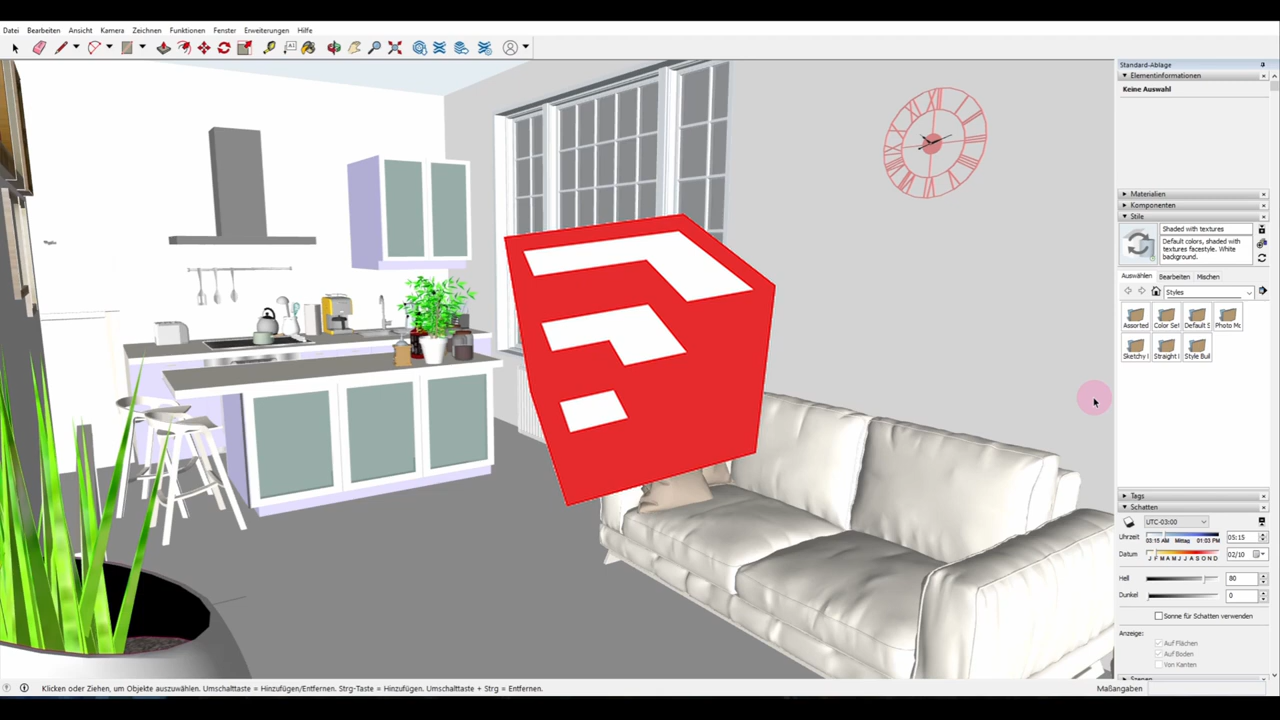 Datei Bearbeiten Ansicht Kamera Zeichnen Funktionen Fenster Erweiterungen Hilfe
Standard-Ablage
Elementinformationen
Keine Auswahl
Materialien
Komponenten
Stile
Shaded with textures
Default colors, shaded with
textures facestyle. White
background.
Auswählen Bearbeiten Mischen
Styles
Assorted Color Set Default S Photo Mo
Sketchy Straight Style Buil
Tags
Schatten
UTC-03:00
Uhrzeit 03:15 AM Mittag 01:03 PM 05:15
Datum J F M A M J J A S O N D 02/10
Hell 80
Dunkel 0
Sonne für Schatten verwenden
Anzeige:
Auf Flächen
Auf Boden
Von Kanten
Klicken oder Ziehen, um Objekte auszuwählen. Umschalttaste = Hinzufügen/Entfernen. Strg-Taste = Hinzufügen. Umschalttaste + Strg = Entfernen.
Maßangaben